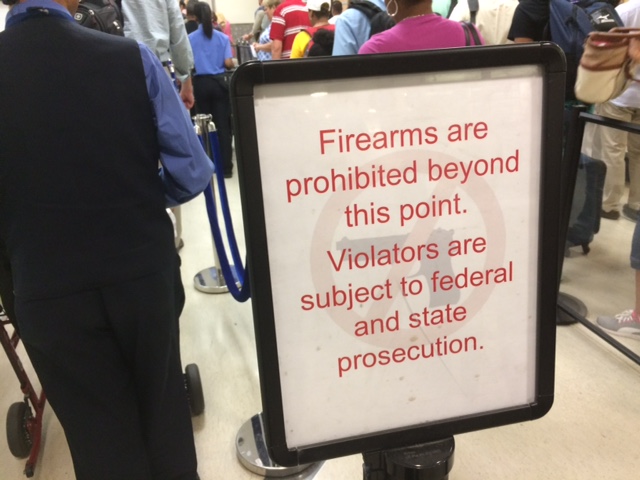 Firearms are
prohibited beyond
this point.
Violators are
subject to federal
and state
prosecution.